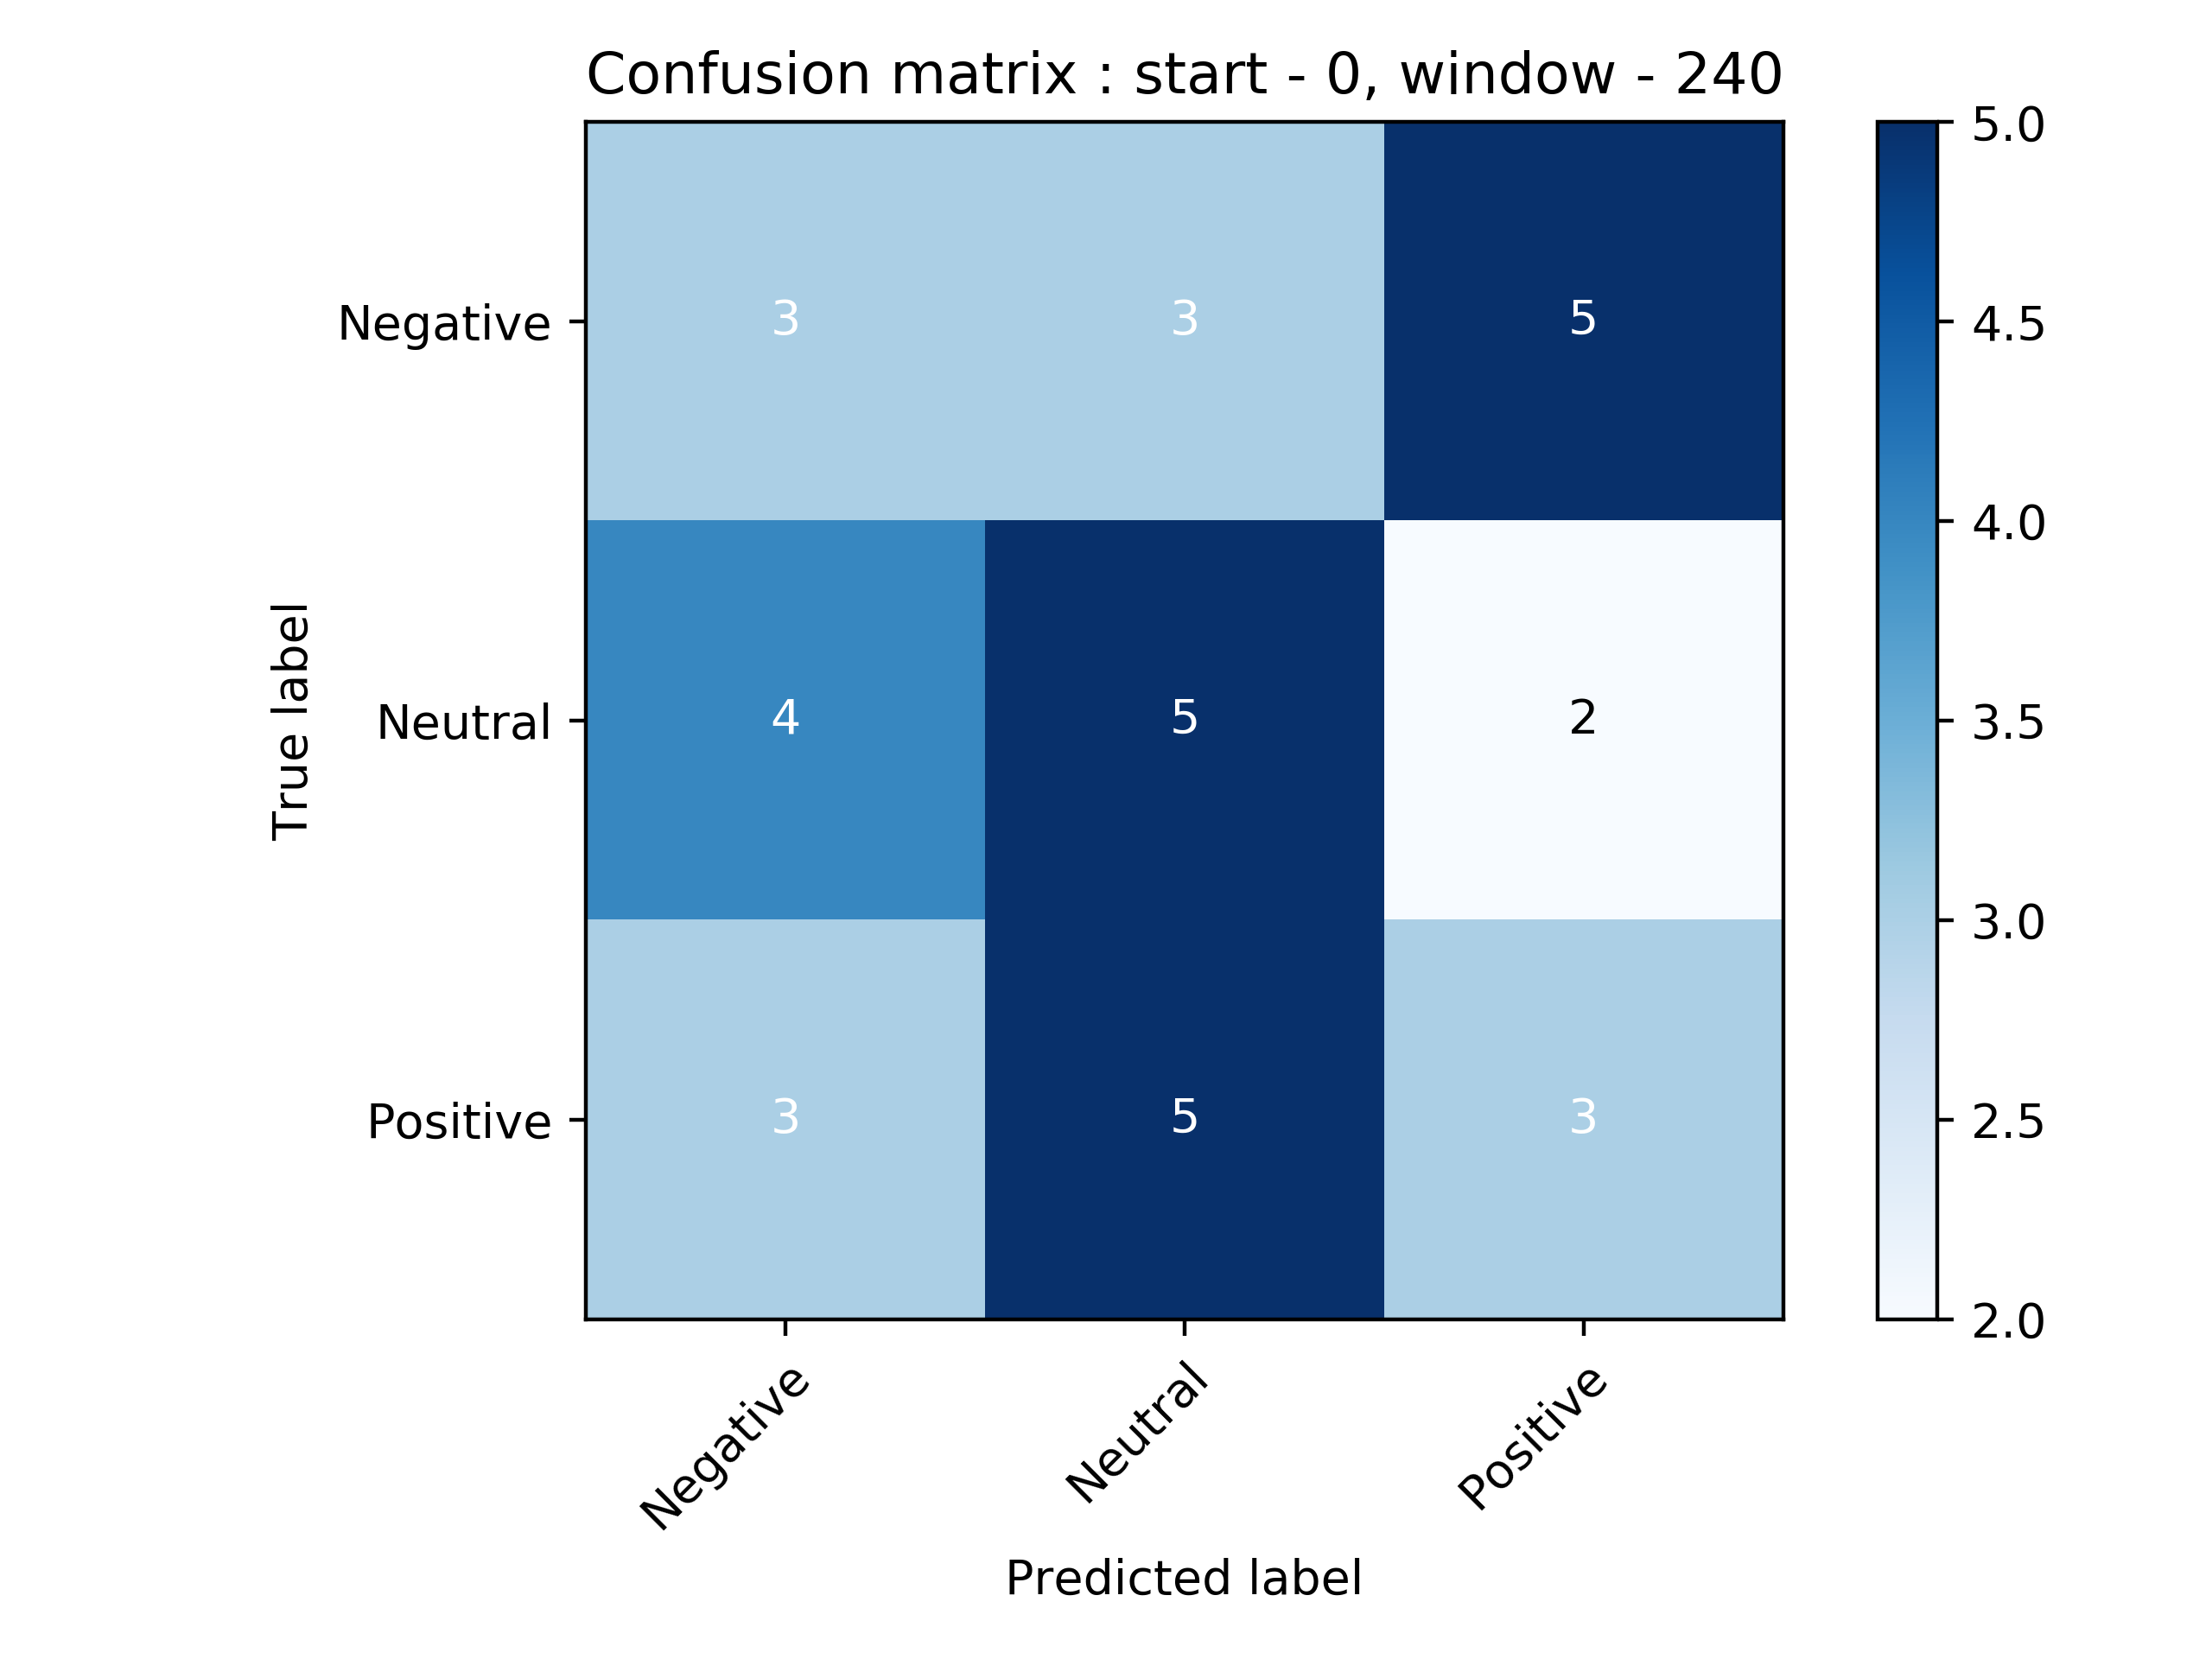 Confusion matrix : start - 0, window - 240
True label
Negative
3 3 5
Neutral
4 5 2
Positive
3 5 3
Negative Neutral Positive
Predicted label
5.0
4.5
4.0
3.5
3.0
2.5
2.0